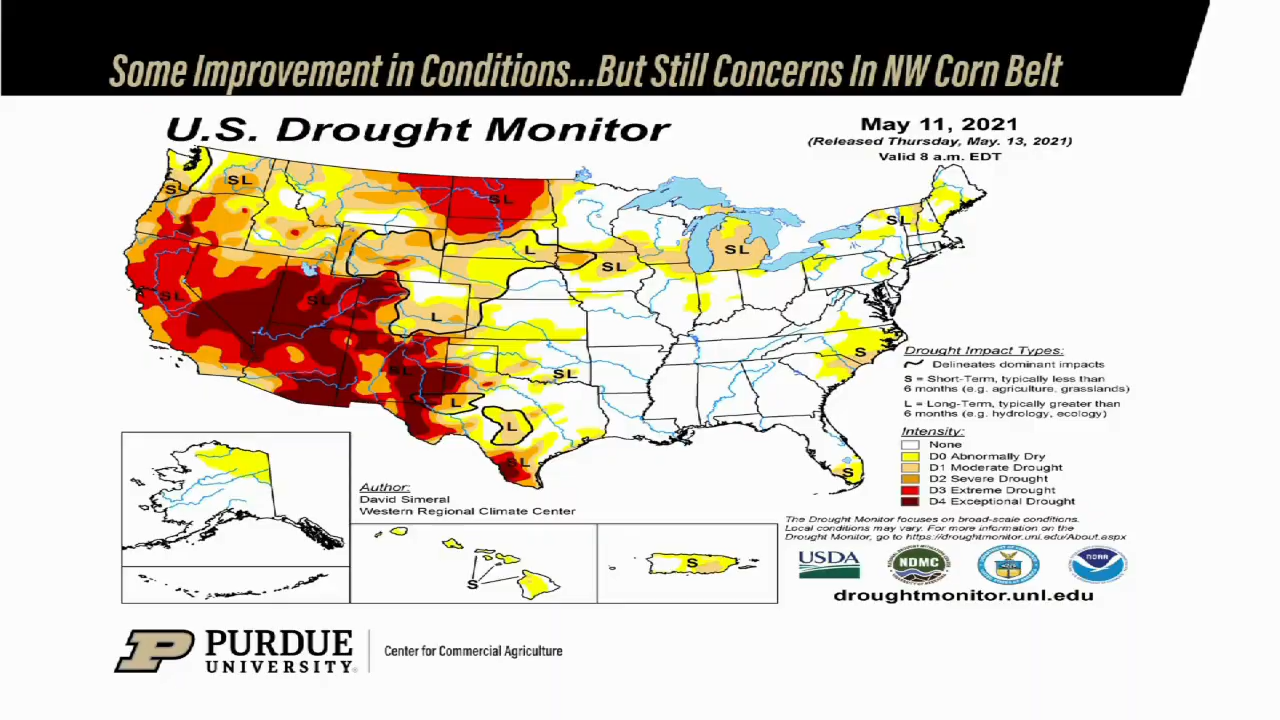 Some Improvement in Conditions...But Still Concerns In NW Corn Belt
U.S. Drought Monitor
May 11, 2021
(Released Thursday, May. 13, 2021)
Valid 8 a.m. EDT
SL
S
SL
SL
SL
L
SL
SL
SL
SL
L
S
SL
SL
L
L
SL
S
Drought Impact Types:
Delineates dominant impacts
S = Short-Term, typically less than
6 months (e.g. agriculture, grasslands)
L = Long-Term, typically greater than
6 months (e.g. hydrology, ecology)
Intensity:
None
D0 Abnormally Dry
D1 Moderate Drought
D2 Severe Drought
D3 Extreme Drought
D4 Exceptional Drought
Author:
David Simeral
Western Regional Climate Center
S
S
The Drought Monitor focuses on broad-scale conditions.
Local conditions may vary. For more information on the
Drought Monitor, go to https://droughtmonitor.unl.edu/About.aspx
USDA
NDMC
NOAA
droughtmonitor.unl.edu
P PURDUE
UNIVERSITY®
Center for Commercial Agriculture